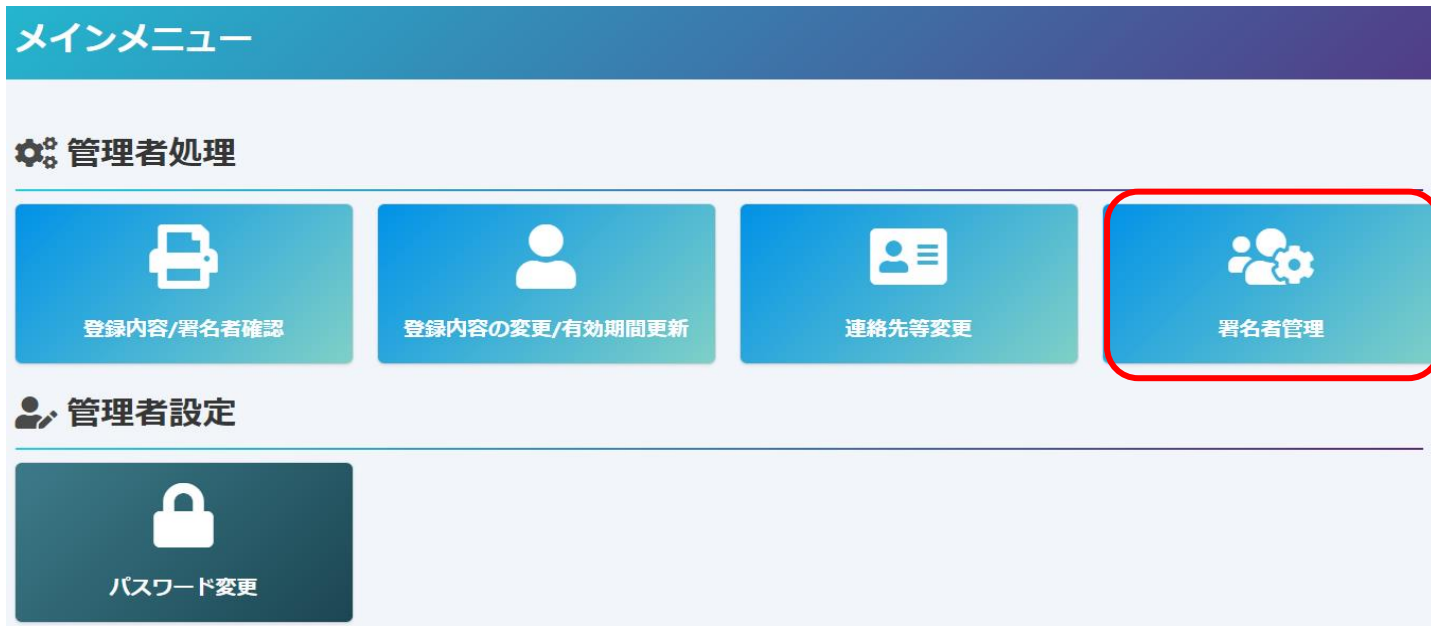 メインメニュー
管理者処理
登録内容/署名者確認
登録内容の変更/有効期間更新
連絡先等変更
署名者管理
管理者設定
パスワード変更